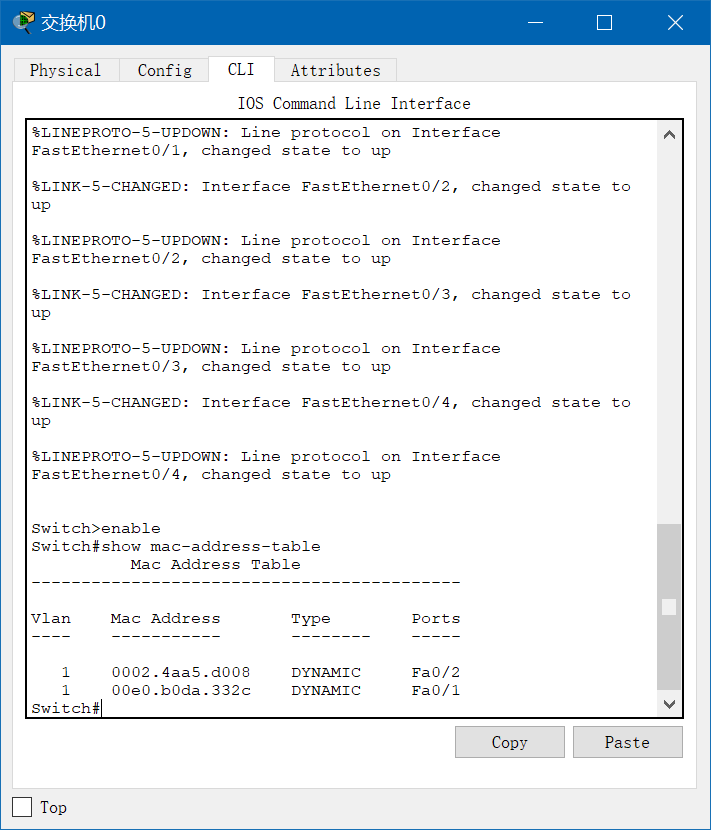 交换机0
Physical Config CLI Attributes
IOS Command Line Interface
%LINEPROTO-5-UPDOWN: Line protocol on Interface
FastEthernet0/1, changed state to up
%LINK-5-CHANGED: Interface FastEthernet0/2, changed state to
up
%LINEPROTO-5-UPDOWN: Line protocol on Interface
FastEthernet0/2, changed state to up
%LINK-5-CHANGED: Interface FastEthernet0/3, changed state to
up
%LINEPROTO-5-UPDOWN: Line protocol on Interface
FastEthernet0/3, changed state to up
%LINK-5-CHANGED: Interface FastEthernet0/4, changed state to
up
%LINEPROTO-5-UPDOWN: Line protocol on Interface
FastEthernet0/4, changed state to up
Switch>enable
Switch#show mac-address-table
Mac Address Table
-------------------------------------------
Vlan    Mac Address       Type        Ports
----    -----------       --------    -----
1    0002.4aa5.d008    DYNAMIC     Fa0/2
1    00e0.b0da.332c    DYNAMIC     Fa0/1
Switch#
Copy Paste
Top